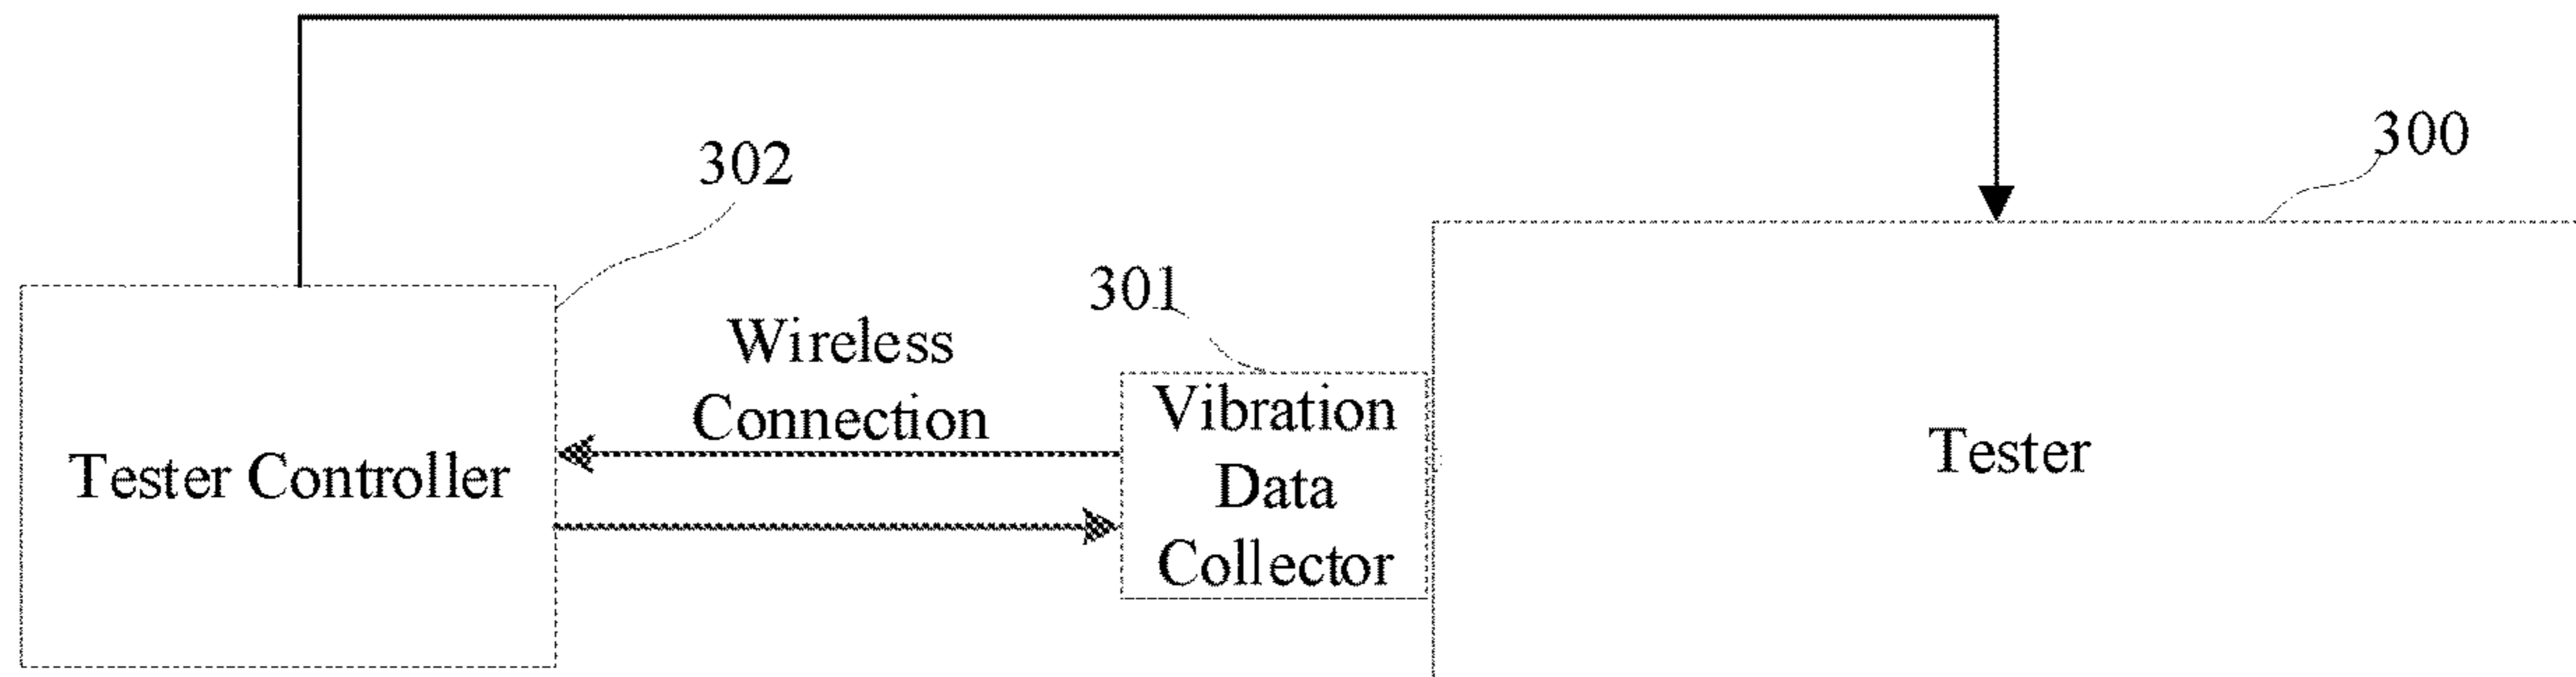 300
302
301
Wireless
Connection
Tester Controller
Vibration
Data
Collector
Tester